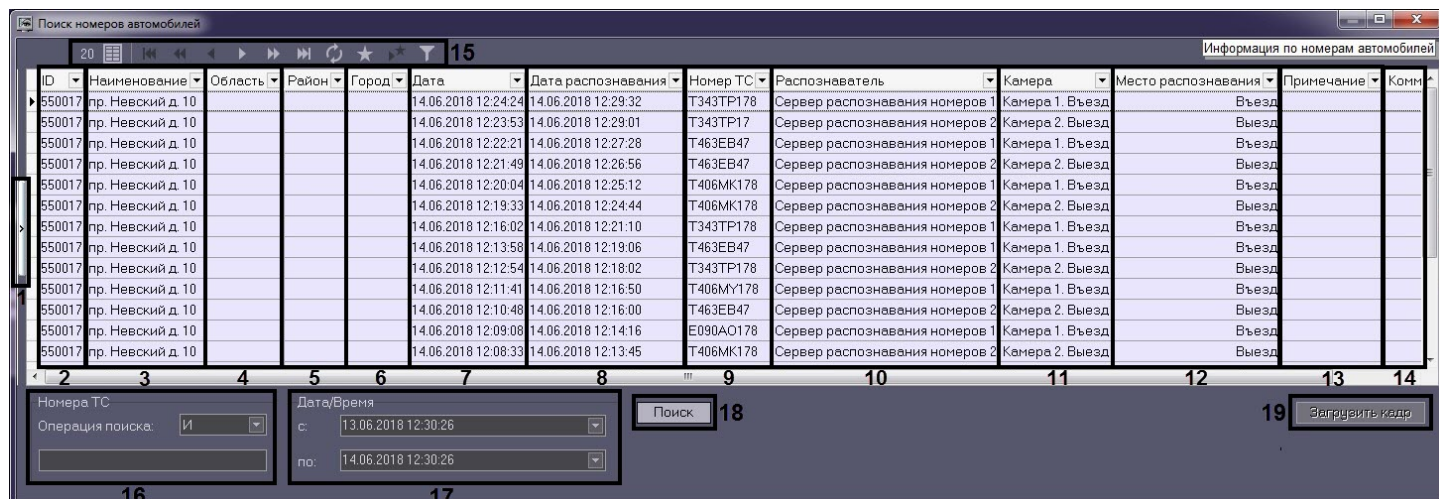 Поиск номеров автомобилей
20 15
Информация по номерам автомобилей
ID Наименование Область Район Город Дата Дата распознавания Номер ТС Распознаватель Камера Место распознавания Примечание Комм
550017 пр. Невский д. 10 14.06.2018 12:24:24 14.06.2018 12:29:32 Т343ТР178 Сервер распознавания номеров 1 Камера 1. Въезд Въезд
550017 пр. Невский д. 10 14.06.2018 12:23:53 14.06.2018 12:29:01 Т343ТР17 Сервер распознавания номеров 2 Камера 2. Выезд Выезд
550017 пр. Невский д. 10 14.06.2018 12:22:21 14.06.2018 12:27:28 Т463ЕВ47 Сервер распознавания номеров 1 Камера 1. Въезд Въезд
550017 пр. Невский д. 10 14.06.2018 12:21:49 14.06.2018 12:26:56 Т463ЕВ47 Сервер распознавания номеров 2 Камера 2. Выезд Выезд
550017 пр. Невский д. 10 14.06.2018 12:20:04 14.06.2018 12:25:12 Т406МК178 Сервер распознавания номеров 1 Камера 1. Въезд Въезд
550017 пр. Невский д. 10 14.06.2018 12:19:33 14.06.2018 12:24:44 Т406МК178 Сервер распознавания номеров 2 Камера 2. Выезд Выезд
550017 пр. Невский д. 10 14.06.2018 12:16:02 14.06.2018 12:21:10 Т343ТР178 Сервер распознавания номеров 1 Камера 1. Въезд Въезд
550017 пр. Невский д. 10 14.06.2018 12:13:58 14.06.2018 12:19:06 Т463ЕВ47 Сервер распознавания номеров 1 Камера 1. Въезд Въезд
550017 пр. Невский д. 10 14.06.2018 12:12:54 14.06.2018 12:18:02 Т343ТР178 Сервер распознавания номеров 2 Камера 2. Выезд Выезд
550017 пр. Невский д. 10 14.06.2018 12:11:41 14.06.2018 12:16:50 Т406МУ178 Сервер распознавания номеров 1 Камера 1. Въезд Въезд
550017 пр. Невский д. 10 14.06.2018 12:10:48 14.06.2018 12:16:00 Т463ЕВ47 Сервер распознавания номеров 2 Камера 2. Выезд Выезд
550017 пр. Невский д. 10 14.06.2018 12:09:08 14.06.2018 12:14:16 Е090АО178 Сервер распознавания номеров 1 Камера 1. Въезд Въезд
550017 пр. Невский д. 10 14.06.2018 12:08:33 14.06.2018 12:13:45 Т406МК178 Сервер распознавания номеров 2 Камера 2. Выезд Выезд
1
2 3 4 5 6 7 8 9 10 11 12 13 14
Номера ТС
Операция поиска: И
16
Дата/Время
с: 13.06.2018 12:30:26
по: 14.06.2018 12:30:26
17
Поиск 18
19 Загрузить кадр